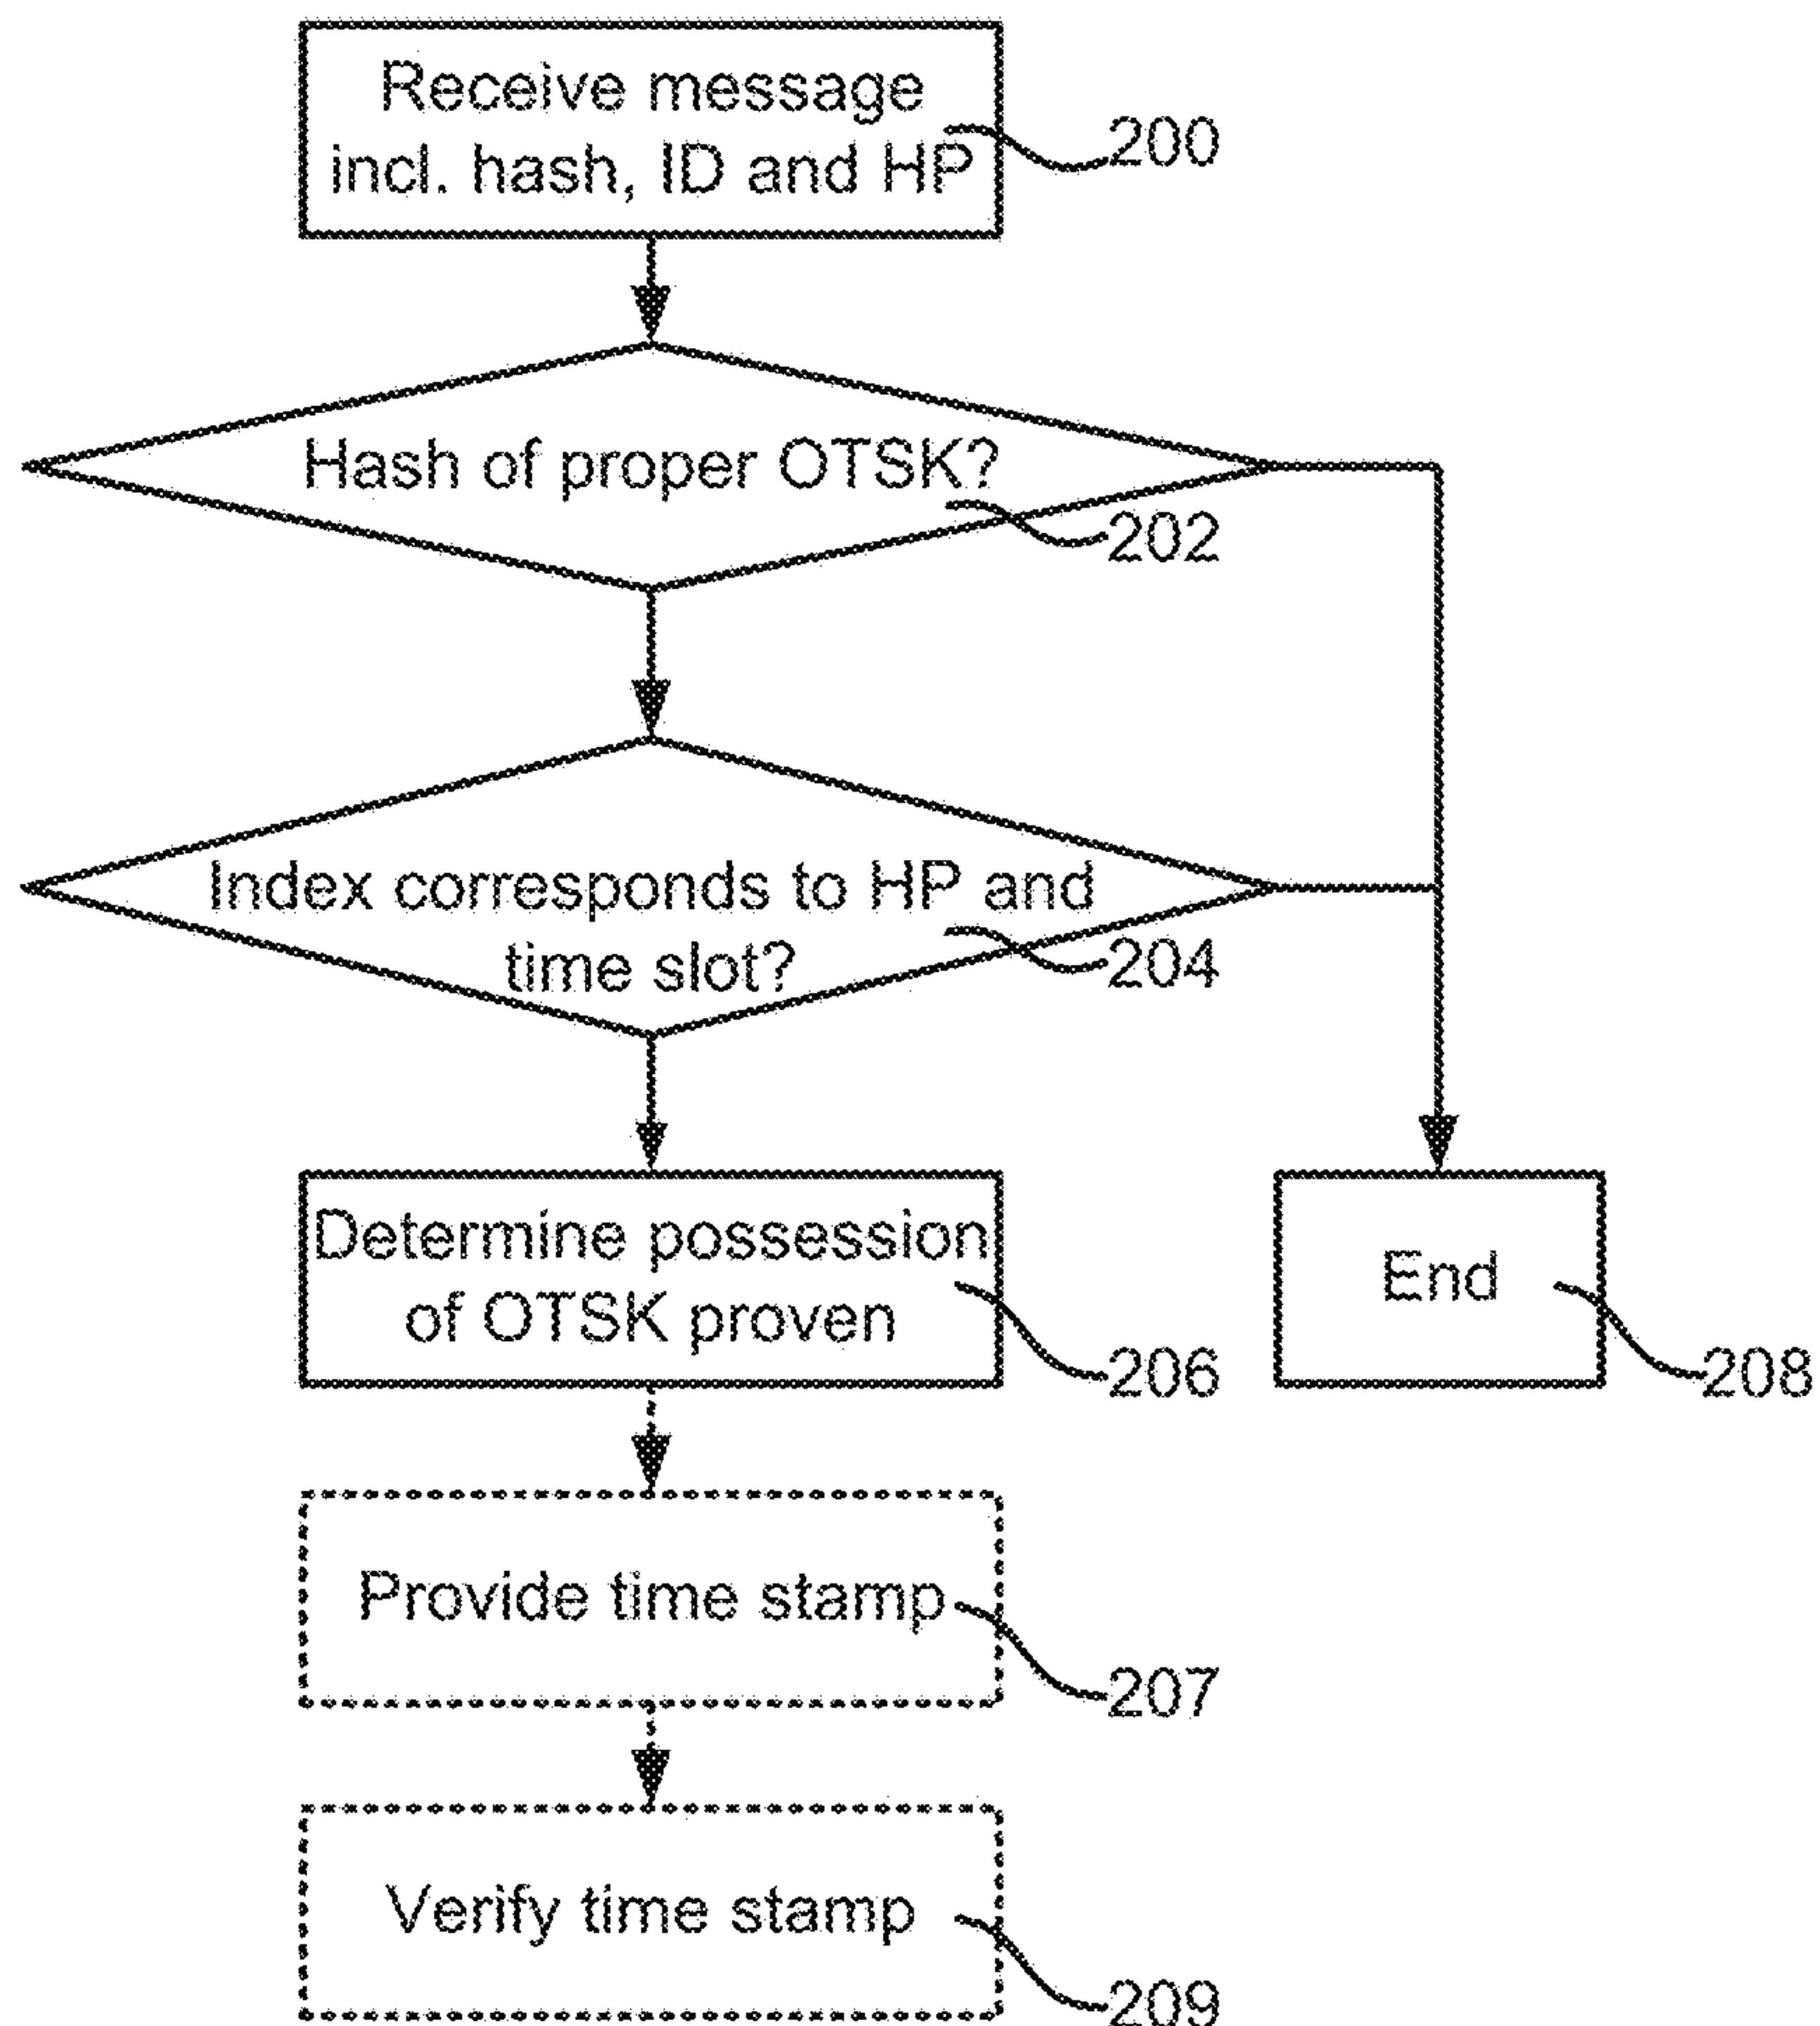 Receive message
incl. hash, ID and HP
200
Hash of proper OTSK?
202
Index corresponds to HP and
time slot?
204
Determine possession
of OTSK proven
206
End
208
Provide time stamp
207
Verify time stamp
209